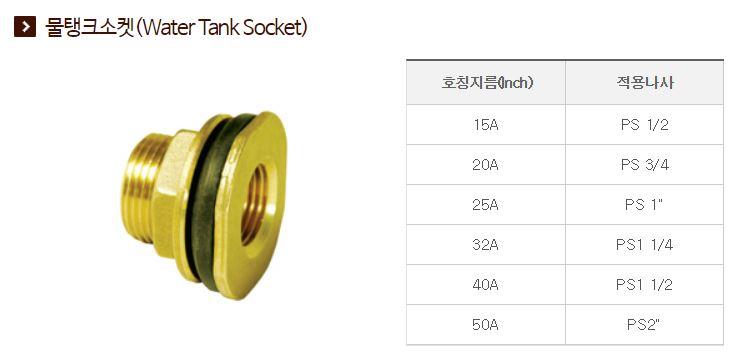 물탱크소켓(Water Tank Socket)
호칭지름(Inch) 적용나사
15A PS 1/2
20A PS 3/4
25A PS 1"
32A PS1 1/4
40A PS1 1/2
50A PS2"